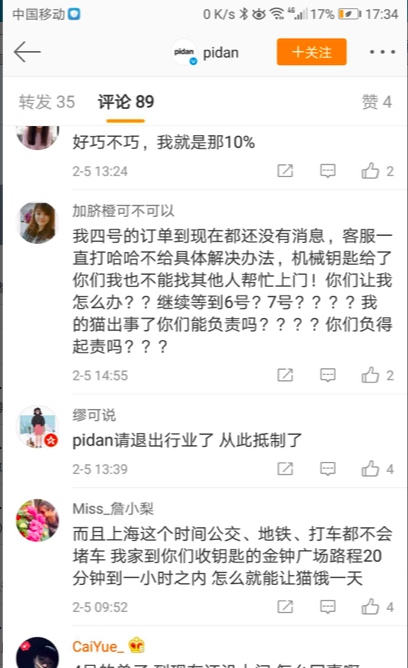 中国移动 0 K/s 46 17% 17:34
pidan pidan +关注
转发 35 评论 89 赞 4
好巧不巧，我就是那10%
2-5 13:24 2
加脐橙可不可以
我四号的订单到现在都还没有消息，客服一
直打哈哈不给具体解决办法，机械钥匙给了
你们我也不能找其他人帮忙上门！你们让我
怎么办？？继续等到6号？7号？？？？我
的猫出事了你们能负责吗？？？？你们负得
起责吗？？？
2-5 14:55 2
缪可说
pidan请退出行业了 从此抵制了
2-5 13:39 4
Miss_詹小梨
而且上海这个时间公交、地铁、打车都不会
堵车 我家到你们收钥匙的金钟广场路程20
分钟到一小时之内 怎么就能让猫饿一天
2-5 09:52 4
CaiYue_